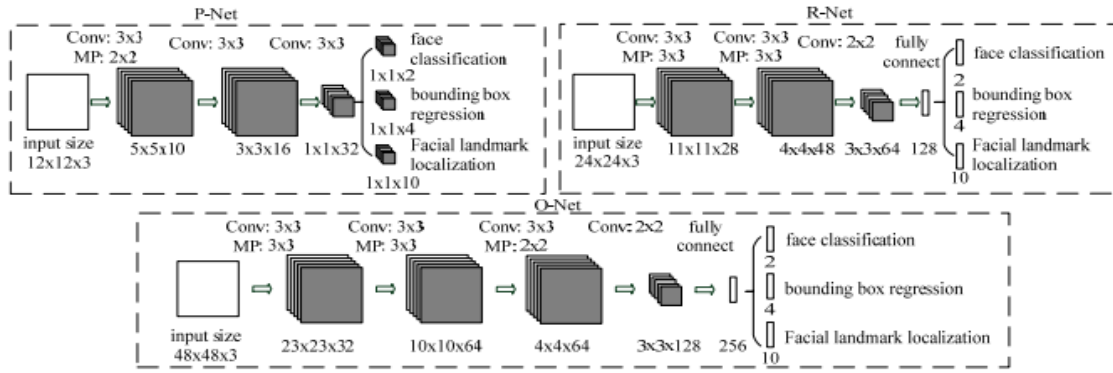 P-Net
Conv: 3x3
MP: 2x2
Conv: 3x3
Conv: 3x3
face
classification
1x1x2
bounding box
regression
1x1x4
Facial landmark
localization
1x1x10
input size
12x12x3
5x5x10
3x3x16
1x1x32
R-Net
Conv: 3x3
MP: 3x3
Conv: 3x3
MP: 3x3
Conv: 2x2
fully
connect
face classification
2
bounding box
regression
4
Facial landmark
localization
10
input size
24x24x3
11x11x28
4x4x48
3x3x64
128
O-Net
Conv: 3x3
MP: 3x3
Conv: 3x3
MP: 3x3
Conv: 3x3
MP: 2x2
Conv: 2x2
fully
connect
face classification
2
bounding box regression
4
Facial landmark localization
10
input size
48x48x3
23x23x32
10x10x64
4x4x64
3x3x128
256